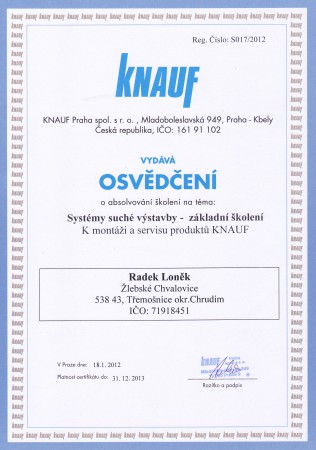 Reg. Číslo: S017/2012
KNAUF
KNAUF Praha spol. s r. o. , Mladoboleslavská 949, Praha - Kbely
Česká republika, IČO: 161 91 102
VYDÁVÁ
OSVĚDČENÍ
o absolvování školení na téma:
Systémy suché výstavby - základní školení
K montáži a servisu produktů KNAUF
Radek Loněk
Žlebské Chvalovice
538 43, Třemošnice okr.Chrudim
IČO: 71918451
V Praze dne: 18.1. 2012
Platnost certifikátu do: 31. 12. 2013
Razítko a podpis